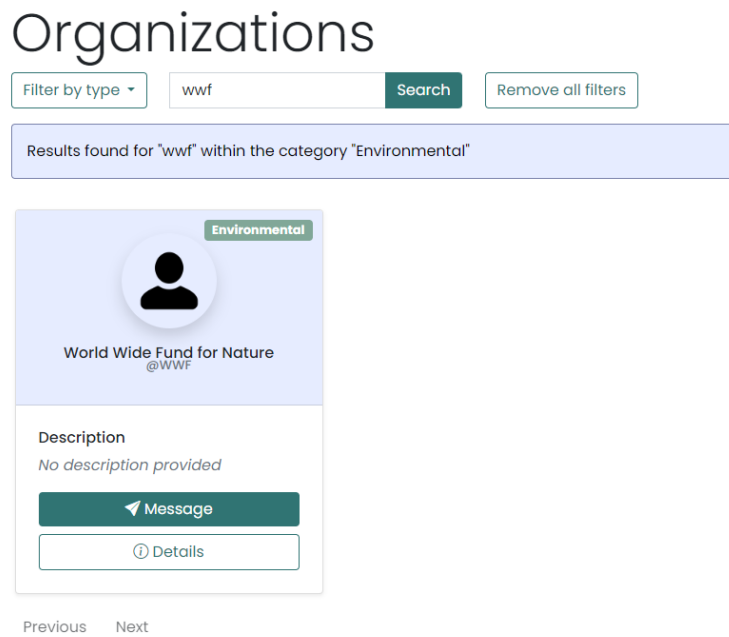 Organizations
Filter by type wwf Search Remove all filters
Results found for "wwf" within the category "Environmental"
Environmental
World Wide Fund for Nature
@WWF
Description
No description provided
Message
Details
Previous Next